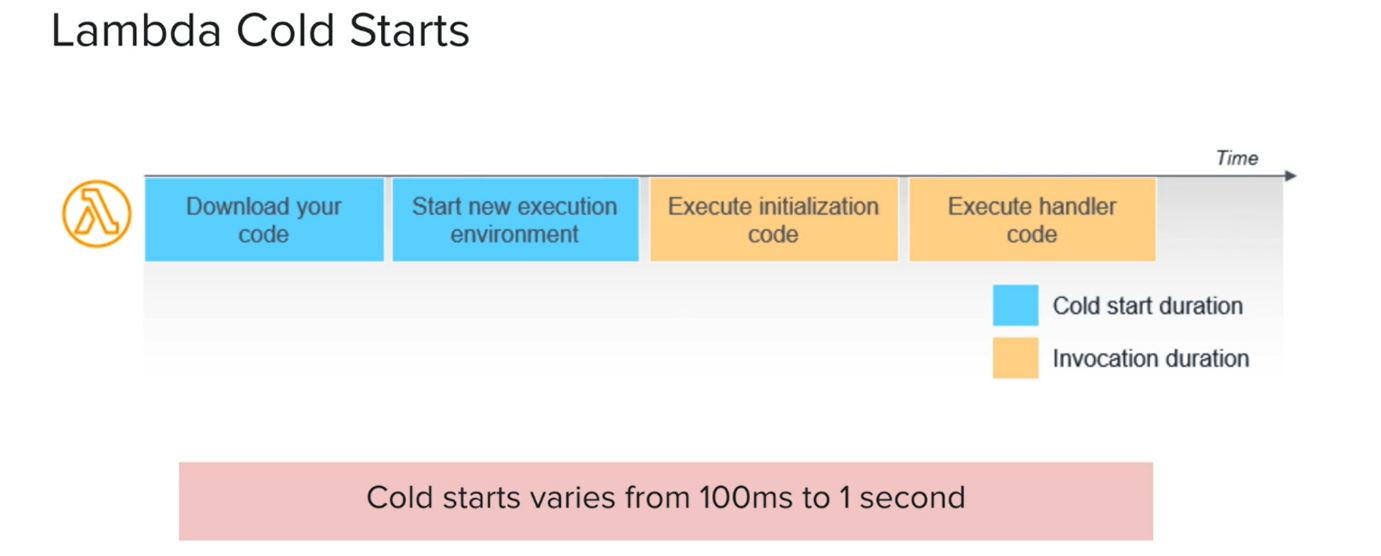 Lambda Cold Starts
Time
Download your
code
Start new execution
environment
Execute initialization
code
Execute handler
code
Cold start duration
Invocation duration
Cold starts varies from 100ms to 1 second